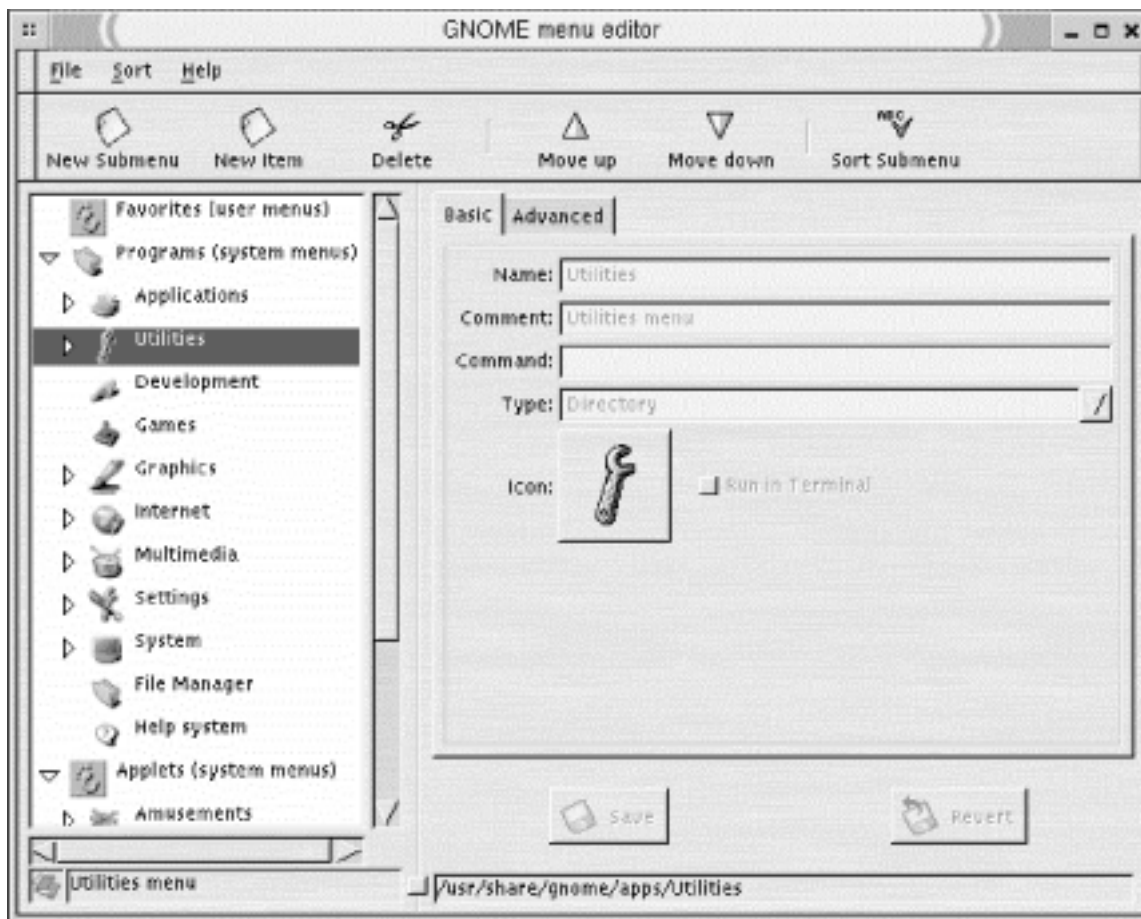 GNOME menu editor
File Sort Help
New Submenu New Item Delete Move up Move down Sort Submenu
ABC
Favorites (user menus)
Programs (system menus)
Applications
Utilities
Development
Games
Graphics
Internet
Multimedia
Settings
System
File Manager
Help system
Applets (system menus)
Amusements
Basic Advanced
Name: Utilities
Comment: Utilities menu
Command:
Type: Directory
Icon: Run in Terminal
Save Revert
Utilities menu /usr/share/gnome/apps/Utilities